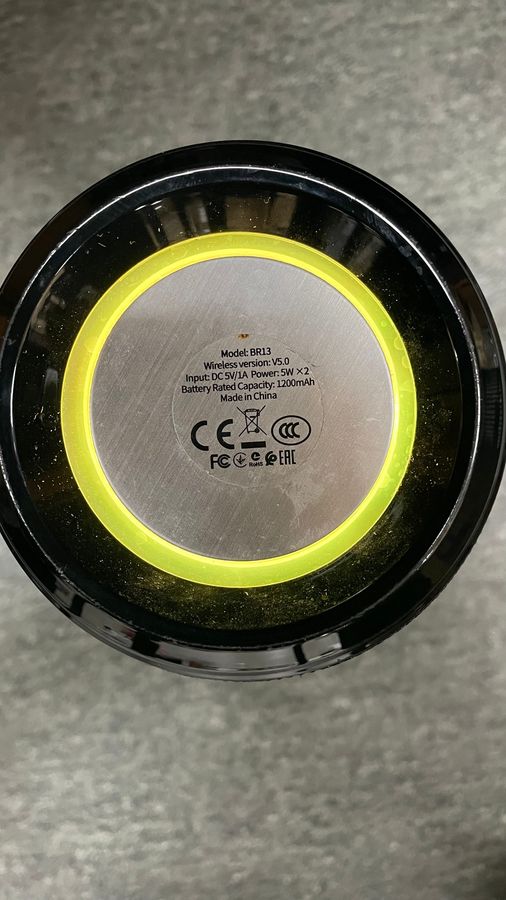 Model: BR13
Wireless version: V5.0
Input: DC 5V/1A Power: 5W ×2
Battery Rated Capacity: 1200mAh
Made in China
CE CCC
FC RoHS EAC